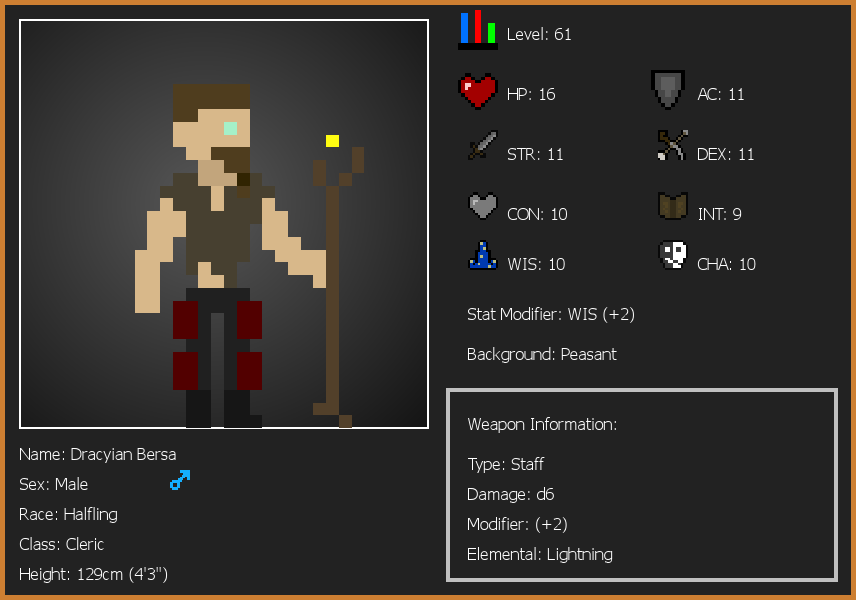 Level: 61
HP: 16
AC: 11
STR: 11
DEX: 11
CON: 10
INT: 9
WIS: 10
CHA: 10
Stat Modifier: WIS (+2)
Background: Peasant
Weapon Information:
Type: Staff
Damage: d6
Modifier: (+2)
Elemental: Lightning
Name: Dracyian Bersa
Sex: Male
Race: Halfling
Class: Cleric
Height: 129cm (4'3")